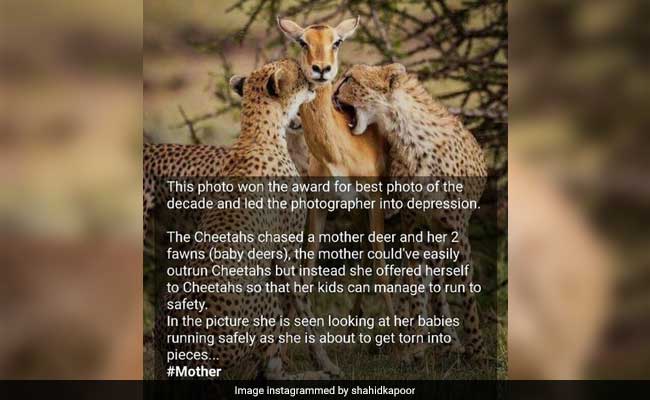 This photo won the award for best photo of the
decade and led the photographer into depression.
The Cheetahs chased a mother deer and her 2
fawns (baby deers), the mother could've easily
outrun Cheetahs but instead she offered herself
to Cheetahs so that her kids can manage to run to
safety.
In the picture she is seen looking at her babies
running safely as she is about to get torn into
pieces...
#Mother
Image instagrammed by shahidkapoor